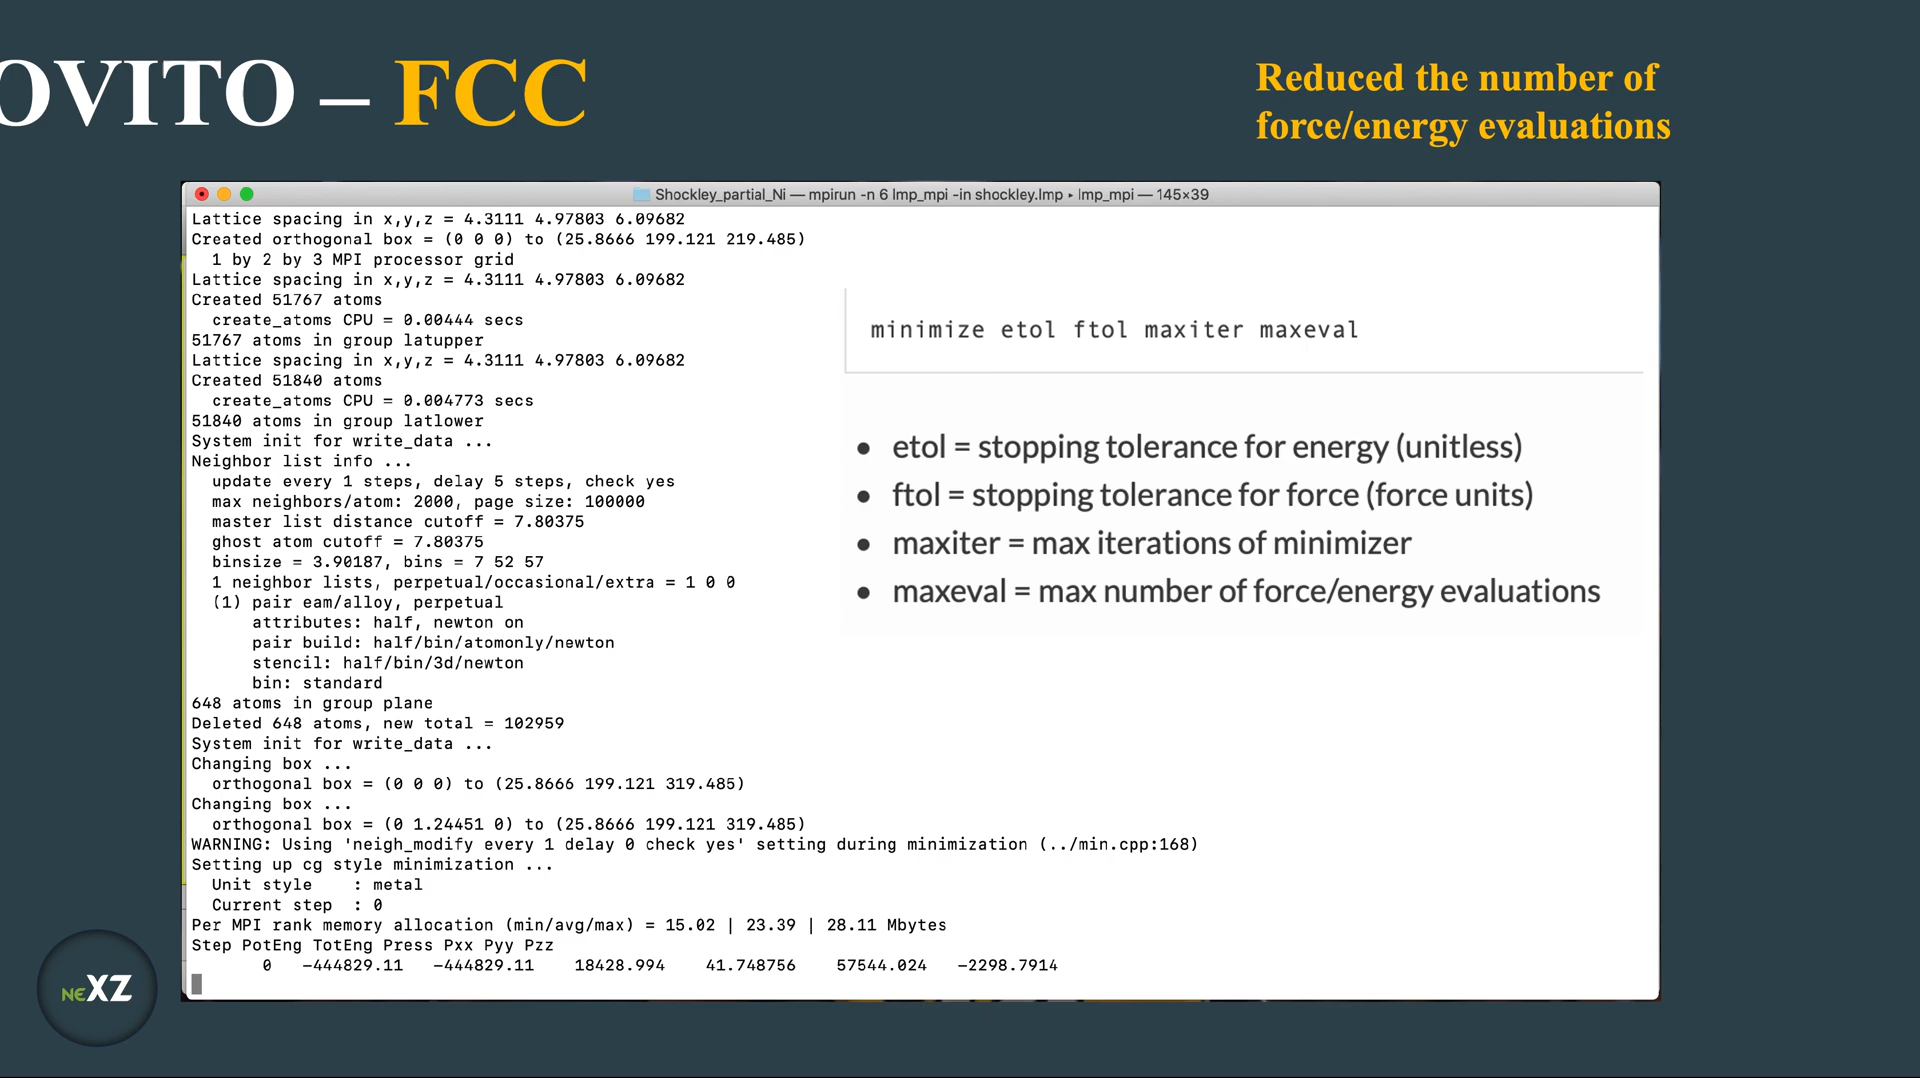 OVITO – FCC
Reduced the number of
force/energy evaluations
Shockley_partial_Ni — mpirun -n 6 lmp_mpi -in shockley.lmp ▸ lmp_mpi — 145×39
Lattice spacing in x,y,z = 4.3111 4.97803 6.09682
Created orthogonal box = (0 0 0) to (25.8666 199.121 219.485)
1 by 2 by 3 MPI processor grid
Lattice spacing in x,y,z = 4.3111 4.97803 6.09682
Created 51767 atoms
create_atoms CPU = 0.00444 secs
51767 atoms in group latupper
Lattice spacing in x,y,z = 4.3111 4.97803 6.09682
Created 51840 atoms
create_atoms CPU = 0.004773 secs
51840 atoms in group latlower
System init for write_data ...
Neighbor list info ...
update every 1 steps, delay 5 steps, check yes
max neighbors/atom: 2000, page size: 100000
master list distance cutoff = 7.80375
ghost atom cutoff = 7.80375
binsize = 3.90187, bins = 7 52 57
1 neighbor lists, perpetual/occasional/extra = 1 0 0
(1) pair eam/alloy, perpetual
attributes: half, newton on
pair build: half/bin/atomonly/newton
stencil: half/bin/3d/newton
bin: standard
648 atoms in group plane
Deleted 648 atoms, new total = 102959
System init for write_data ...
Changing box ...
orthogonal box = (0 0 0) to (25.8666 199.121 319.485)
Changing box ...
orthogonal box = (0 1.24451 0) to (25.8666 199.121 319.485)
WARNING: Using 'neigh_modify every 1 delay 0 check yes' setting during minimization (../min.cpp:168)
Setting up cg style minimization ...
Unit style    : metal
Current step  : 0
Per MPI rank memory allocation (min/avg/max) = 15.02 | 23.39 | 28.11 Mbytes
Step PotEng TotEng Press Pxx Pyy Pzz
0   -444829.11   -444829.11    18428.994    41.748756    57544.024   -2298.7914
minimize etol ftol maxiter maxeval
• etol = stopping tolerance for energy (unitless)
• ftol = stopping tolerance for force (force units)
• maxiter = max iterations of minimizer
• maxeval = max number of force/energy evaluations
NEXZ